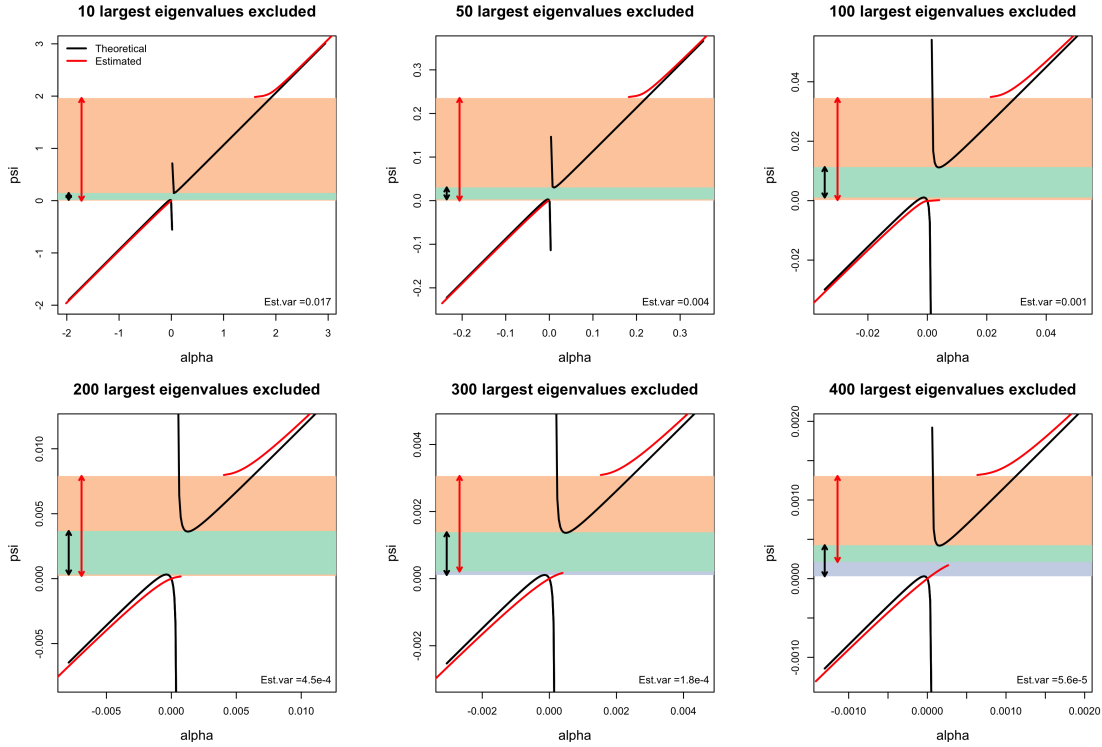 10 largest eigenvalues excluded
psi
3
2
1
0
-1
-2
Theoretical
Estimated
Est.var =0.017
-2
-1
0
1
2
3
alpha
50 largest eigenvalues excluded
psi
0.3
0.2
0.1
0.0
-0.1
-0.2
Est.var =0.004
-0.2
-0.1
0.0
0.1
0.2
0.3
alpha
100 largest eigenvalues excluded
psi
0.04
0.02
0.00
-0.02
Est.var =0.001
-0.02
0.00
0.02
0.04
alpha
200 largest eigenvalues excluded
psi
0.010
0.005
0.000
-0.005
Est.var =4.5e-4
-0.005
0.000
0.005
0.010
alpha
300 largest eigenvalues excluded
psi
0.004
0.002
0.000
-0.002
Est.var =1.8e-4
-0.002
0.000
0.002
0.004
alpha
400 largest eigenvalues excluded
psi
0.0020
0.0010
0.0000
-0.0010
Est.var =5.6e-5
-0.0010
0.0000
0.0010
0.0020
alpha